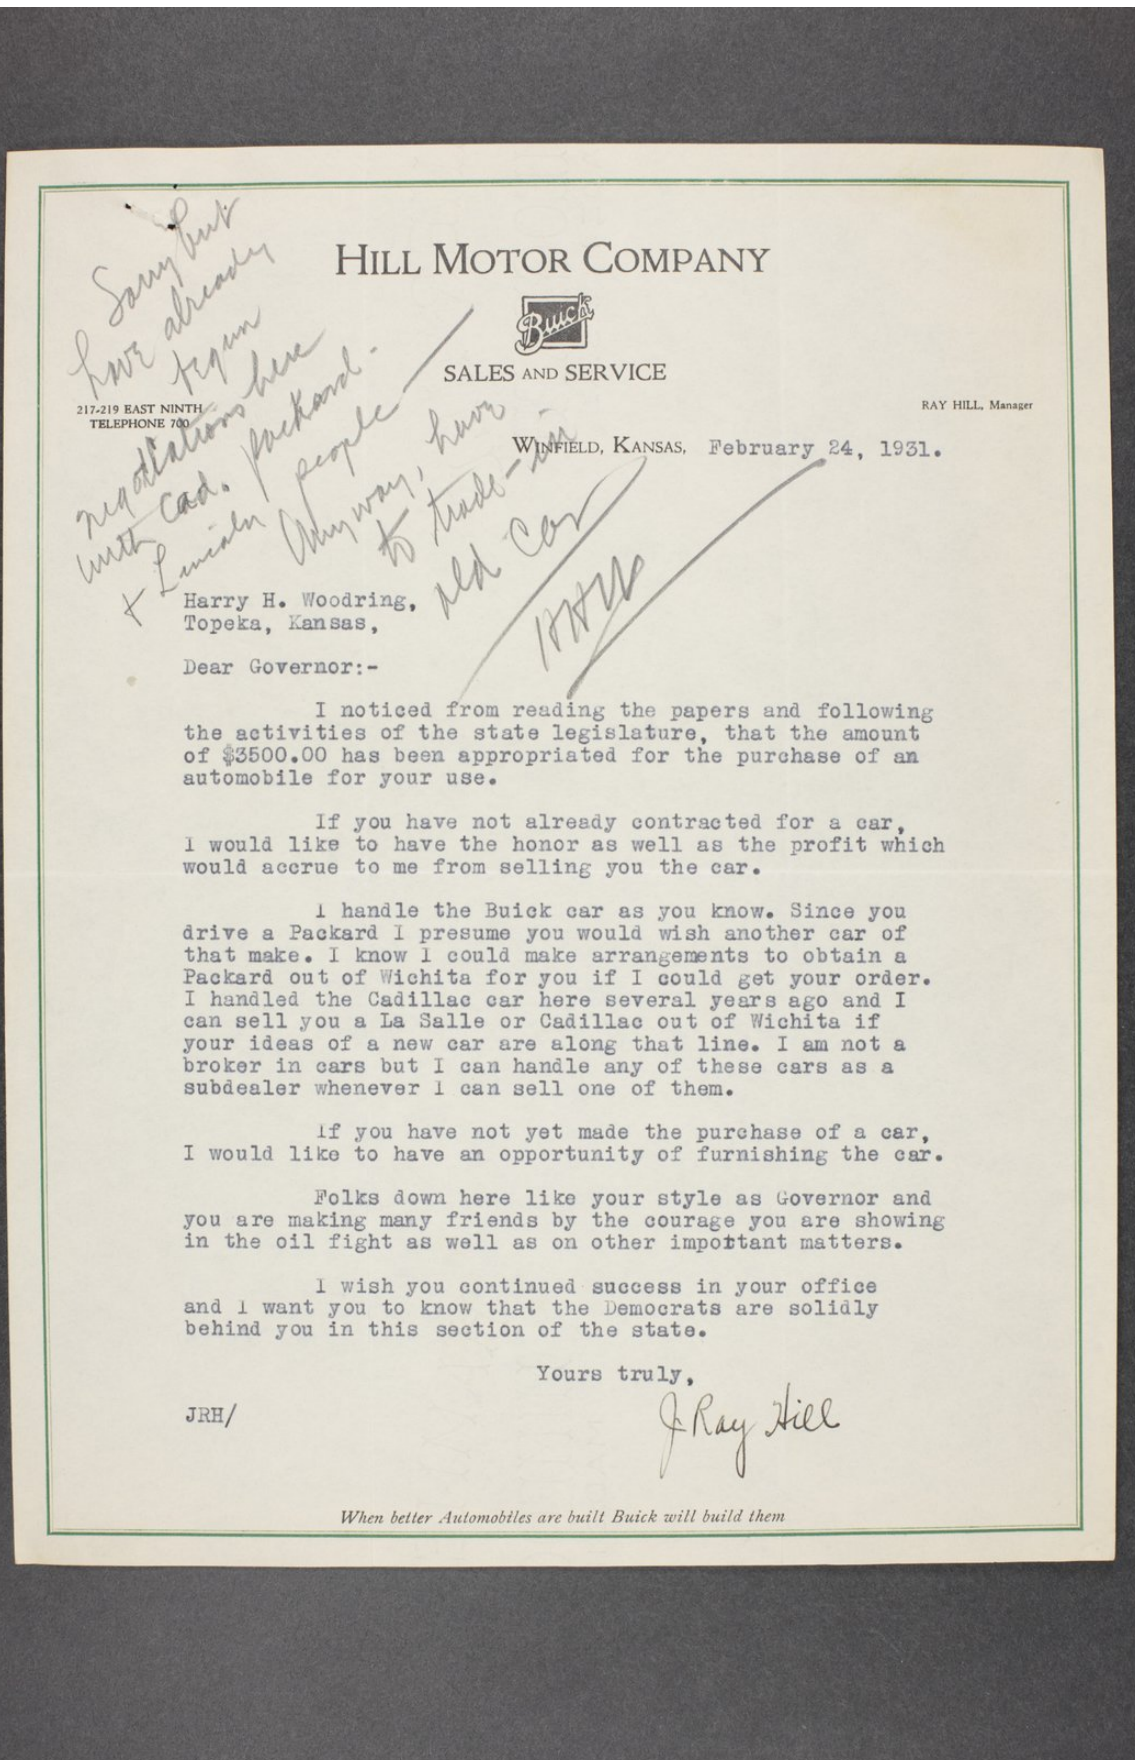 Sorry but
have already
begun
negotiations here
with Cad. Packard -
& Lincoln people —
Anyway, have
to trade-in
old car
HHW
HILL MOTOR COMPANY
Buick
SALES AND SERVICE
217-219 EAST NINTH
TELEPHONE 700
RAY HILL, Manager
WINFIELD, KANSAS, February 24, 1931.
Harry H. Woodring,
Topeka, Kansas,
Dear Governor:-
I noticed from reading the papers and following
the activities of the state legislature, that the amount
of $3500.00 has been appropriated for the purchase of an
automobile for your use.
If you have not already contracted for a car,
I would like to have the honor as well as the profit which
would accrue to me from selling you the car.
I handle the Buick car as you know. Since you
drive a Packard I presume you would wish another car of
that make. I know I could make arrangements to obtain a
Packard out of Wichita for you if I could get your order.
I handled the Cadillac car here several years ago and I
can sell you a La Salle or Cadillac out of Wichita if
your ideas of a new car are along that line. I am not a
broker in cars but I can handle any of these cars as a
subdealer whenever I can sell one of them.
If you have not yet made the purchase of a car,
I would like to have an opportunity of furnishing the car.
Folks down here like your style as Governor and
you are making many friends by the courage you are showing
in the oil fight as well as on other important matters.
I wish you continued success in your office
and I want you to know that the Democrats are solidly
behind you in this section of the state.
Yours truly,
JRH/
J. Ray Hill
When better Automobiles are built Buick will build them